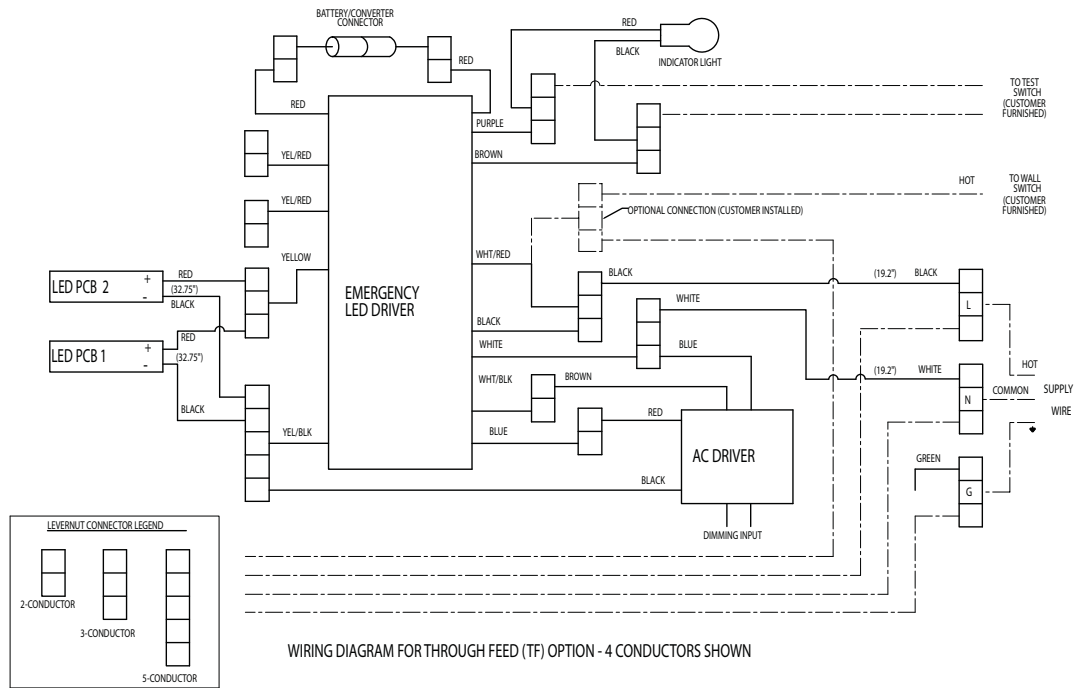 BATTERY/CONVERTER
CONNECTOR
RED
BLACK
INDICATOR LIGHT
RED
RED
PURPLE
BROWN
TO TEST
SWITCH
(CUSTOMER
FURNISHED)
YEL/RED
YEL/RED
HOT
TO WALL
SWITCH
(CUSTOMER
FURNISHED)
OPTIONAL CONNECTION (CUSTOMER INSTALLED)
YELLOW
WHT/RED
LED PCB 2
+
-
RED
(32.75")
BLACK
EMERGENCY
LED DRIVER
BLACK
(19.2")
BLACK
L
WHITE
LED PCB 1
+
-
RED
(32.75")
BLACK
WHITE
BLUE
HOT
WHT/BLK
BROWN
(19.2")
WHITE
COMMON
SUPPLY
WIRE
N
BLACK
YEL/BLK
BLUE
RED
AC DRIVER
GREEN
G
BLACK
DIMMING INPUT
LEVERNUT CONNECTOR LEGEND
2-CONDUCTOR
3-CONDUCTOR
5-CONDUCTOR
WIRING DIAGRAM FOR THROUGH FEED (TF) OPTION - 4 CONDUCTORS SHOWN